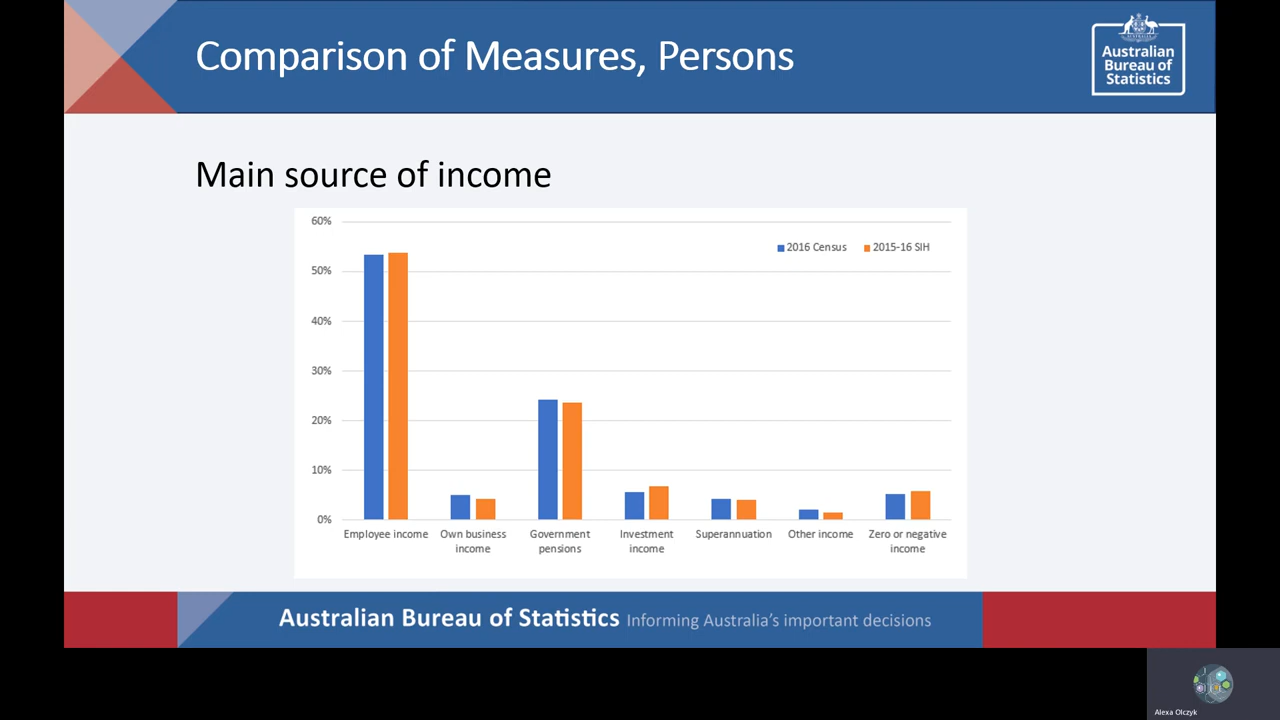 Comparison of Measures, Persons
Australian
Bureau of
Statistics
Main source of income
60%
50%
40%
30%
20%
10%
0%
2016 Census
2015-16 SIH
Employee income
Own business
income
Government
pensions
Investment
income
Superannuation
Other income
Zero or negative
income
Australian Bureau of Statistics Informing Australia's important decisions
Alexa Olczyk